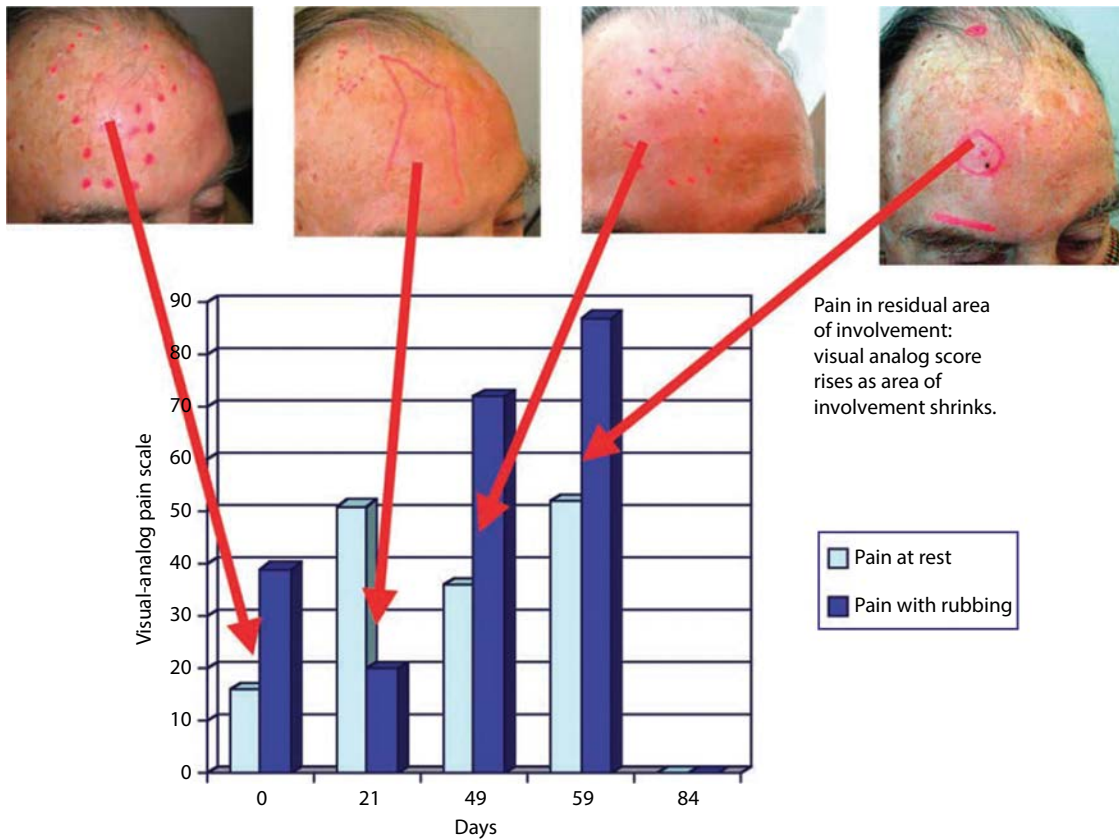 Pain in residual area
of involvement:
visual analog score
rises as area of
involvement shrinks.
Visual-analog pain scale
90
80
70
60
50
40
30
20
10
0
0 21 49 59 84
Days
Pain at rest
Pain with rubbing